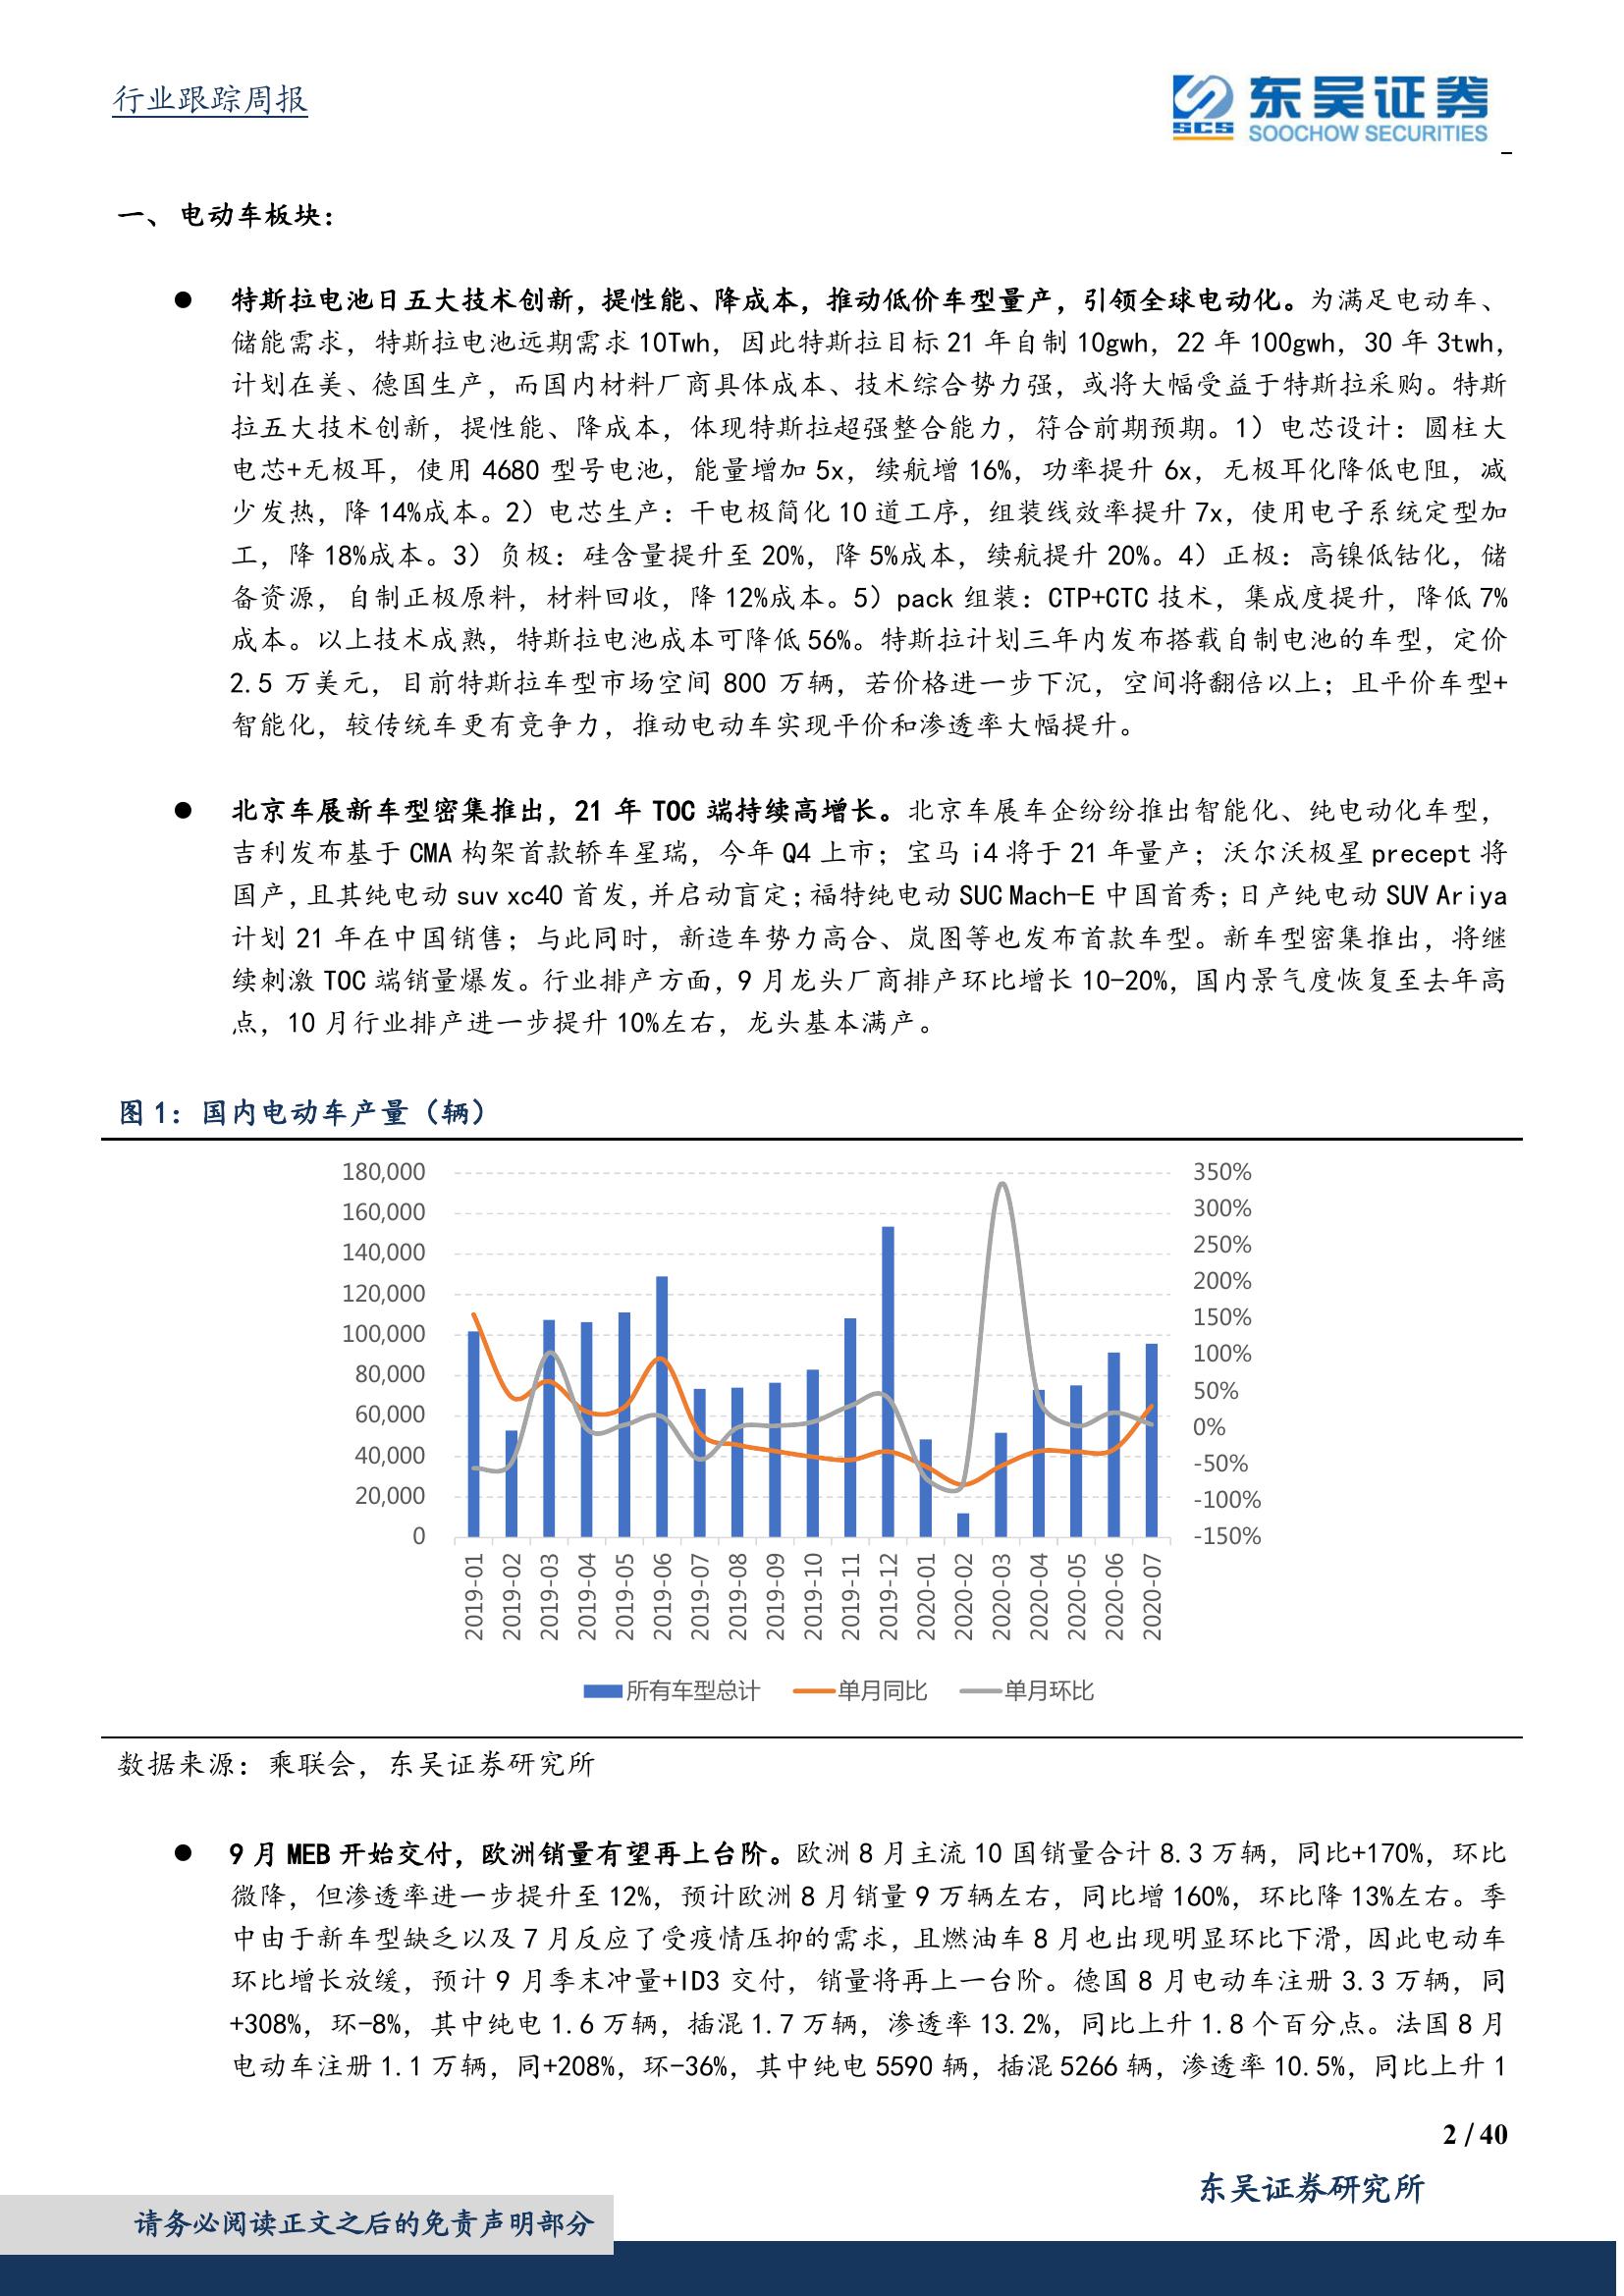 行业跟踪周报
东吴证券
SCS
SOOCHOW SECURITIES
一、 电动车板块：
● 特斯拉电池日五大技术创新，提性能、降成本，推动低价车型量产，引领全球电动化。为满足电动车、
储能需求，特斯拉电池远期需求 10Twh，因此特斯拉目标 21 年自制 10gwh，22 年 100gwh，30 年 3twh，
计划在美、德国生产，而国内材料厂商具体成本、技术综合势力强，或将大幅受益于特斯拉采购。特斯
拉五大技术创新，提性能、降成本，体现特斯拉超强整合能力，符合前期预期。1）电芯设计：圆柱大
电芯+无极耳，使用 4680 型号电池，能量增加 5x，续航增 16%，功率提升 6x，无极耳化降低电阻，减
少发热，降 14%成本。2）电芯生产：干电极简化 10 道工序，组装线效率提升 7x，使用电子系统定型加
工，降 18%成本。3）负极：硅含量提升至 20%，降 5%成本，续航提升 20%。4）正极：高镍低钴化，储
备资源，自制正极原料，材料回收，降 12%成本。5）pack 组装：CTP+CTC 技术，集成度提升，降低 7%
成本。以上技术成熟，特斯拉电池成本可降低 56%。特斯拉计划三年内发布搭载自制电池的车型，定价
2.5 万美元，目前特斯拉车型市场空间 800 万辆，若价格进一步下沉，空间将翻倍以上；且平价车型+
智能化，较传统车更有竞争力，推动电动车实现平价和渗透率大幅提升。
● 北京车展新车型密集推出，21 年 TOC 端持续高增长。北京车展车企纷纷推出智能化、纯电动化车型，
吉利发布基于 CMA 构架首款轿车星瑞，今年 Q4 上市；宝马 i4 将于 21 年量产；沃尔沃极星 precept 将
国产，且其纯电动 suv xc40 首发，并启动盲定；福特纯电动 SUC Mach-E 中国首秀；日产纯电动 SUV Ariya
计划 21 年在中国销售；与此同时，新造车势力高合、岚图等也发布首款车型。新车型密集推出，将继
续刺激 TOC 端销量爆发。行业排产方面，9 月龙头厂商排产环比增长 10-20%，国内景气度恢复至去年高
点，10 月行业排产进一步提升 10%左右，龙头基本满产。
图 1：国内电动车产量（辆）
180,000
160,000
140,000
120,000
100,000
80,000
60,000
40,000
20,000
0
350%
300%
250%
200%
150%
100%
50%
0%
-50%
-100%
-150%
2019-01
2019-02
2019-03
2019-04
2019-05
2019-06
2019-07
2019-08
2019-09
2019-10
2019-11
2019-12
2020-01
2020-02
2020-03
2020-04
2020-05
2020-06
2020-07
所有车型总计 单月同比 单月环比
数据来源：乘联会，东吴证券研究所
● 9 月 MEB 开始交付，欧洲销量有望再上台阶。欧洲 8 月主流 10 国销量合计 8.3 万辆，同比+170%，环比
微降，但渗透率进一步提升至 12%，预计欧洲 8 月销量 9 万辆左右，同比增 160%，环比降 13%左右。季
中由于新车型缺乏以及 7 月反应了受疫情压抑的需求，且燃油车 8 月也出现明显环比下滑，因此电动车
环比增长放缓，预计 9 月季末冲量+ID3 交付，销量将再上一台阶。德国 8 月电动车注册 3.3 万辆，同
+308%，环-8%，其中纯电 1.6 万辆，插混 1.7 万辆，渗透率 13.2%，同比上升 1.8 个百分点。法国 8 月
电动车注册 1.1 万辆，同+208%，环-36%，其中纯电 5590 辆，插混 5266 辆，渗透率 10.5%，同比上升 1
2 / 40
东吴证券研究所
请务必阅读正文之后的免责声明部分